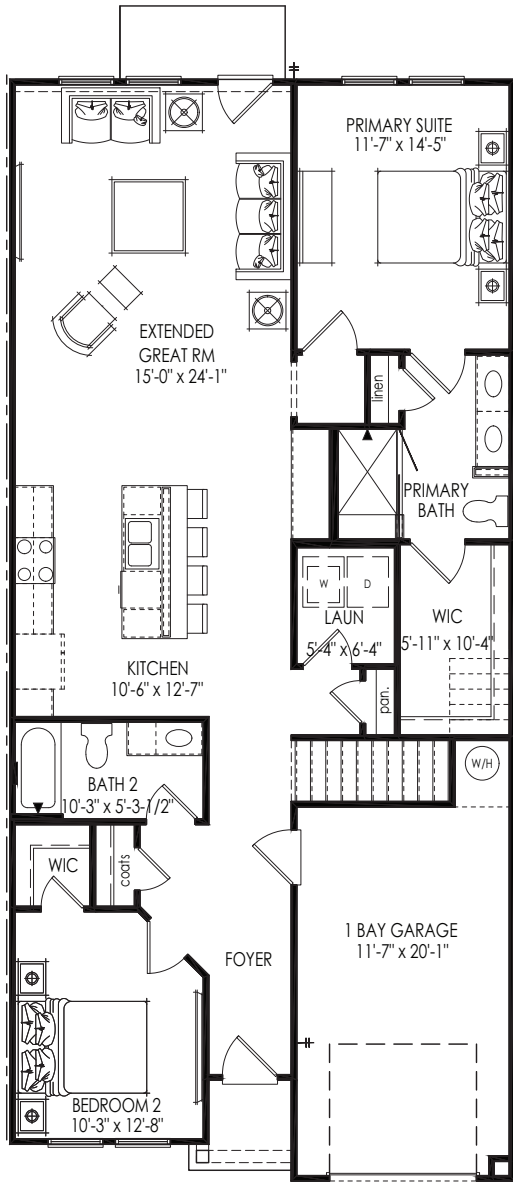 PRIMARY SUITE
11'-7" x 14'-5"
EXTENDED
GREAT RM
15'-0" x 24'-1"
linen
PRIMARY
BATH
W
D
LAUN
5'-4" x 6'-4"
WIC
5'-11" x 10'-4"
KITCHEN
10'-6" x 12'-7"
pan.
BATH 2
10'-3" x 5'-3-1/2"
W/H
WIC
coats
1 BAY GARAGE
11'-7" x 20'-1"
FOYER
BEDROOM 2
10'-3" x 12'-8"